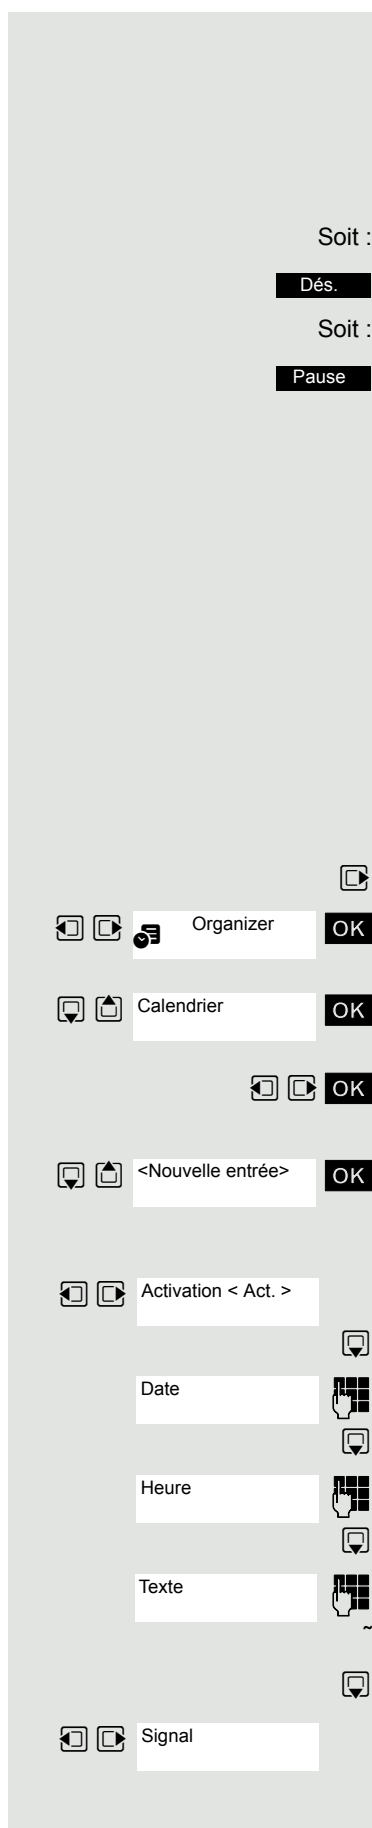 Soit :
Dés.
Soit :
Pause
Organizer OK
Calendrier OK
OK
<Nouvelle entrée> OK
Activation < Act. >
Date
Heure
Texte
~
Signal